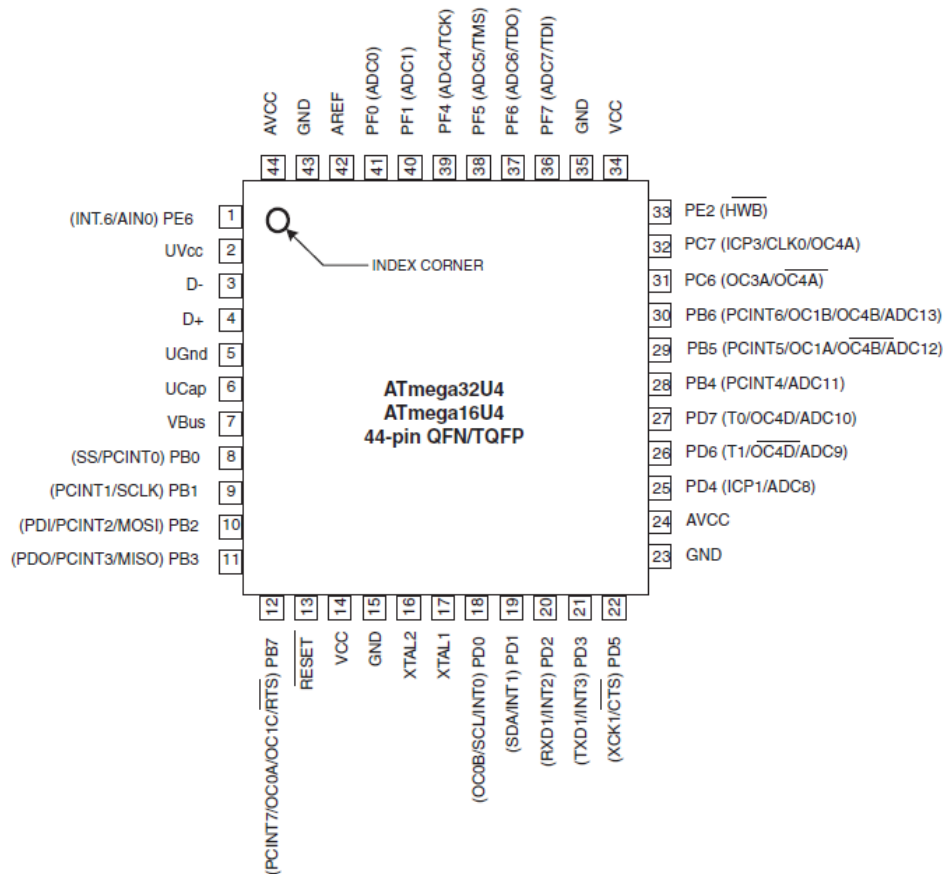 AVCC
GND
AREF
PF0 (ADC0)
PF1 (ADC1)
PF4 (ADC4/TCK)
PF5 (ADC5/TMS)
PF6 (ADC6/TDO)
PF7 (ADC7/TDI)
GND
VCC
44
43
42
41
40
39
38
37
36
35
34
(INT.6/AIN0) PE6 1
UVcc 2
D- 3
D+ 4
UGnd 5
UCap 6
VBus 7
(SS/PCINT0) PB0 8
(PCINT1/SCLK) PB1 9
(PDI/PCINT2/MOSI) PB2 10
(PDO/PCINT3/MISO) PB3 11
INDEX CORNER
ATmega32U4
ATmega16U4
44-pin QFN/TQFP
33 PE2 (HWB)
32 PC7 (ICP3/CLK0/OC4A)
31 PC6 (OC3A/OC4A)
30 PB6 (PCINT6/OC1B/OC4B/ADC13)
29 PB5 (PCINT5/OC1A/OC4B/ADC12)
28 PB4 (PCINT4/ADC11)
27 PD7 (T0/OC4D/ADC10)
26 PD6 (T1/OC4D/ADC9)
25 PD4 (ICP1/ADC8)
24 AVCC
23 GND
12
13
14
15
16
17
18
19
20
21
22
(PCINT7/OC0A/OC1C/RTS) PB7
RESET
VCC
GND
XTAL2
XTAL1
(OC0B/SCL/INT0) PD0
(SDA/INT1) PD1
(RXD1/INT2) PD2
(TXD1/INT3) PD3
(XCK1/CTS) PD5